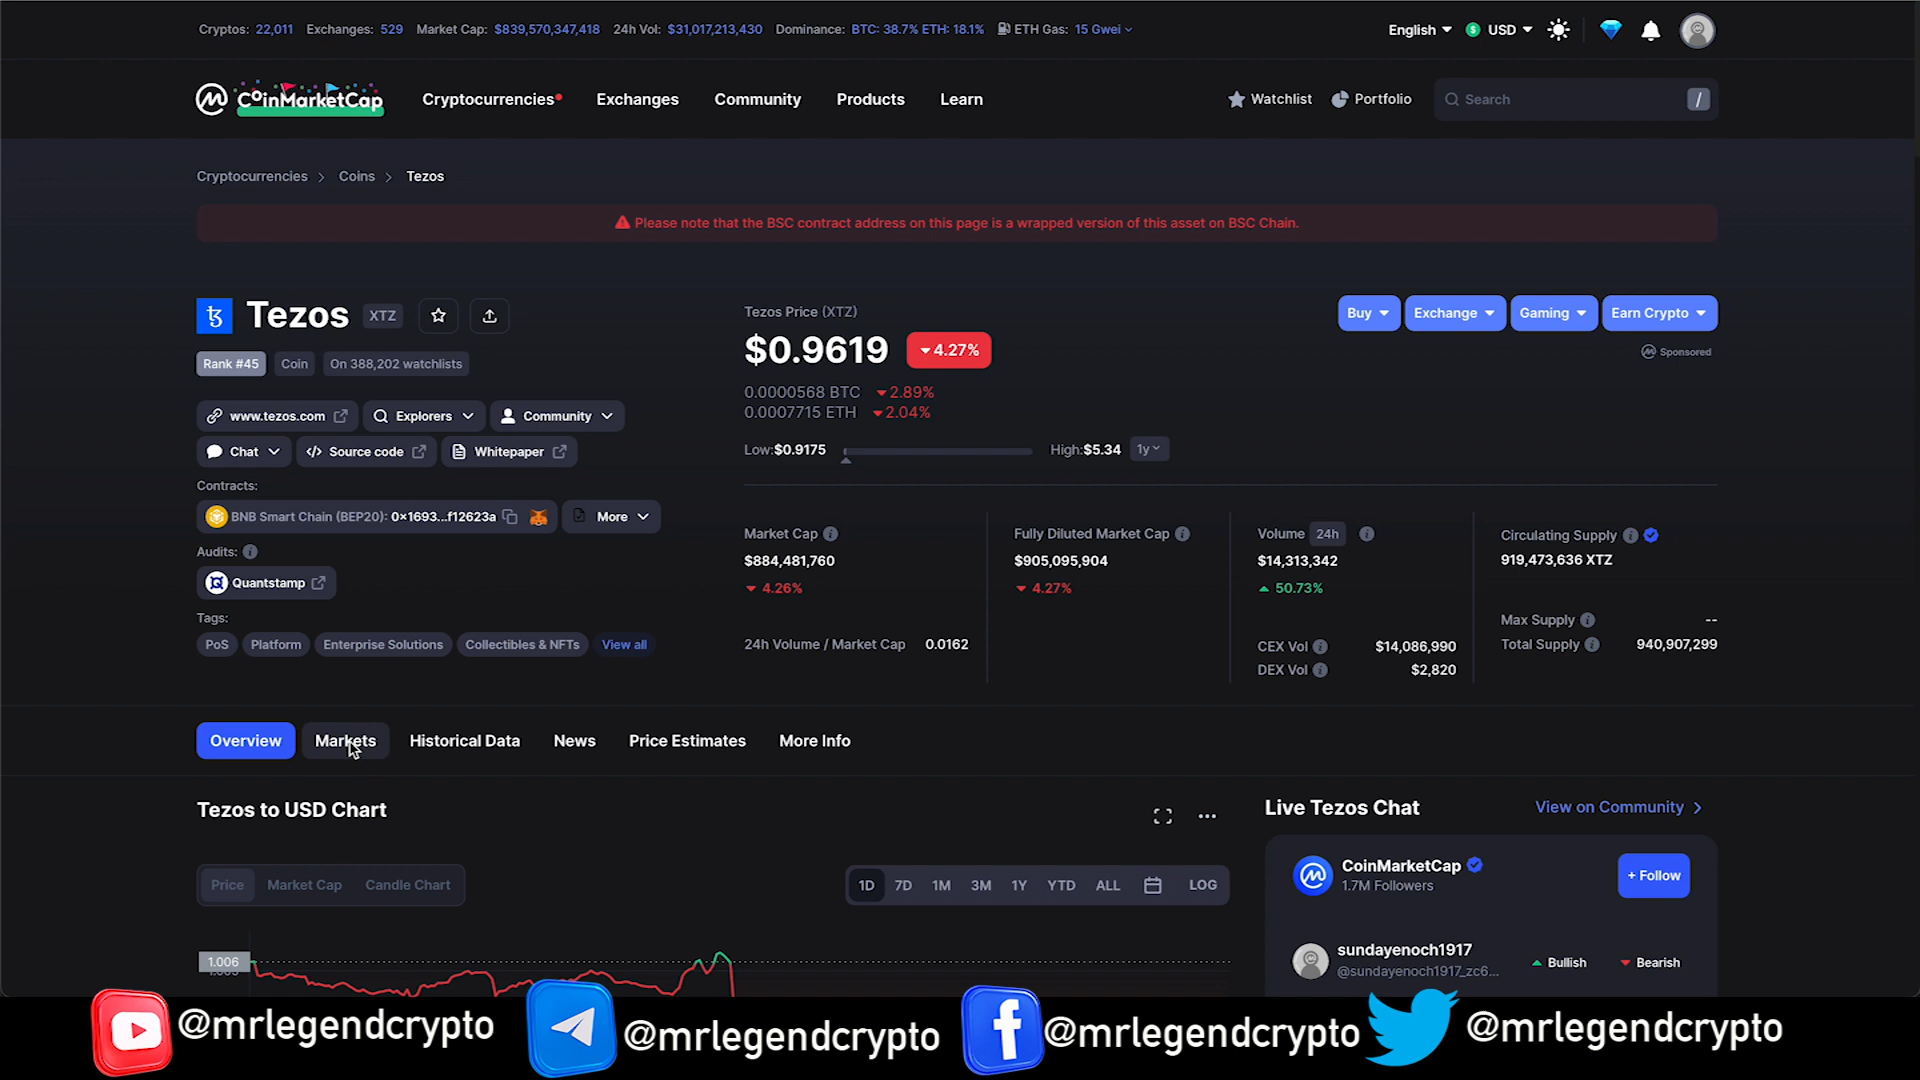 Cryptos: 22,011 Exchanges: 529 Market Cap: $839,570,347,418 24h Vol: $31,017,213,430 Dominance: BTC: 38.7% ETH: 18.1% ETH Gas: 15 Gwei English USD
CoinMarketCap Cryptocurrencies Exchanges Community Products Learn Watchlist Portfolio Search /
Cryptocurrencies > Coins > Tezos
Please note that the BSC contract address on this page is a wrapped version of this asset on BSC Chain.
Tezos XTZ
Rank #45 Coin On 388,202 watchlists
www.tezos.com Explorers Community
Chat Source code Whitepaper
Contracts:
BNB Smart Chain (BEP20): 0x1693...f12623a More
Audits:
Quantstamp
Tags:
PoS Platform Enterprise Solutions Collectibles & NFTs View all
Tezos Price (XTZ)
$0.9619 4.27%
0.0000568 BTC 2.89%
0.0007715 ETH 2.04%
Low:$0.9175 High:$5.34 1y
Buy Exchange Gaming Earn Crypto
Sponsored
Market Cap
$884,481,760
4.26%
24h Volume / Market Cap 0.0162
Fully Diluted Market Cap
$905,095,904
4.27%
Volume 24h
$14,313,342
50.73%
CEX Vol $14,086,990
DEX Vol $2,820
Circulating Supply
919,473,636 XTZ
Max Supply --
Total Supply 940,907,299
Overview Markets Historical Data News Price Estimates More Info
Tezos to USD Chart
Price Market Cap Candle Chart
1D 7D 1M 3M 1Y YTD ALL LOG
1.006
Live Tezos Chat View on Community >
CoinMarketCap
1.7M Followers
+ Follow
sundayenoch1917
@sundayenoch1917_zc6...
Bullish Bearish
@mrlegendcrypto @mrlegendcrypto @mrlegendcrypto @mrlegendcrypto